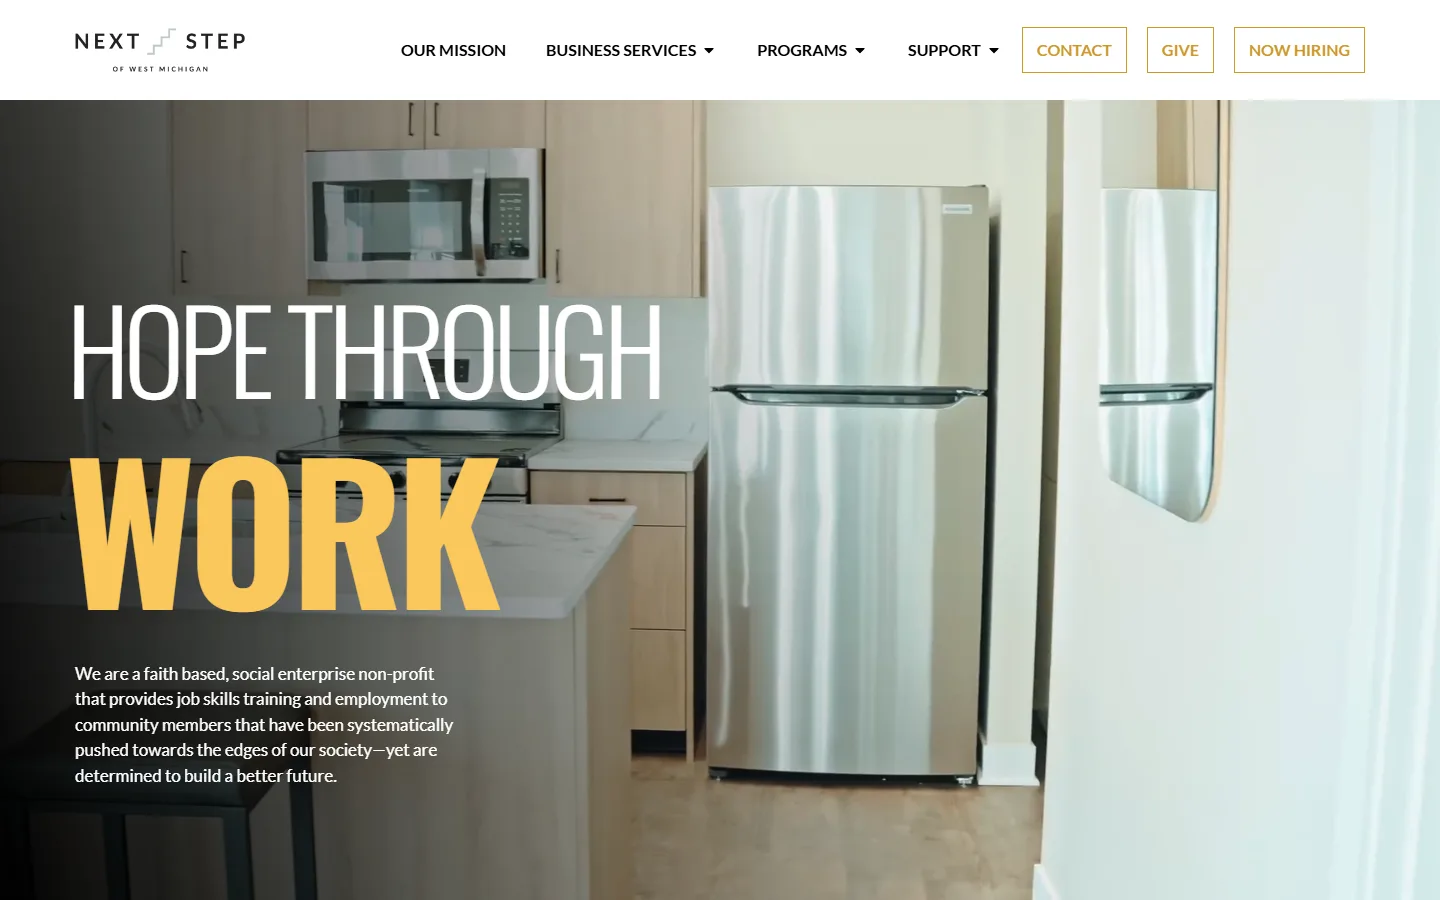 NEXT STEP
OF WEST MICHIGAN
OUR MISSION
BUSINESS SERVICES
PROGRAMS
SUPPORT
CONTACT
GIVE
NOW HIRING
HOPE THROUGH
WORK
We are a faith based, social enterprise non-profit
that provides job skills training and employment to
community members that have been systematically
pushed towards the edges of our society—yet are
determined to build a better future.